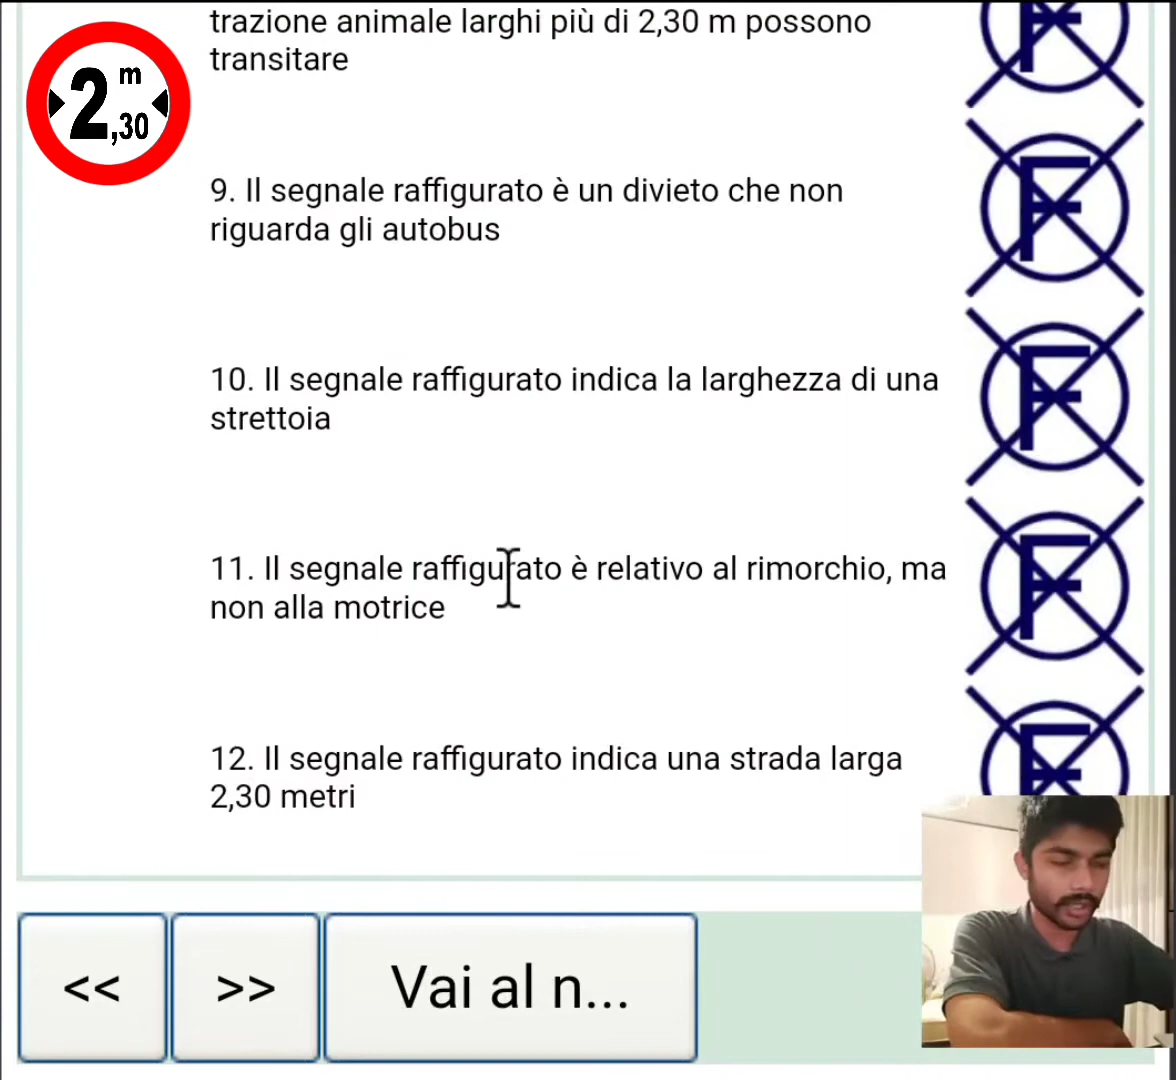 trazione animale larghi più di 2,30 m possono
transitare
2,30 m
9. Il segnale raffigurato è un divieto che non
riguarda gli autobus
F
10. Il segnale raffigurato indica la larghezza di una
strettoia
F
11. Il segnale raffigurato è relativo al rimorchio, ma
non alla motrice
F
12. Il segnale raffigurato indica una strada larga
2,30 metri
F
<< >> Vai al n...